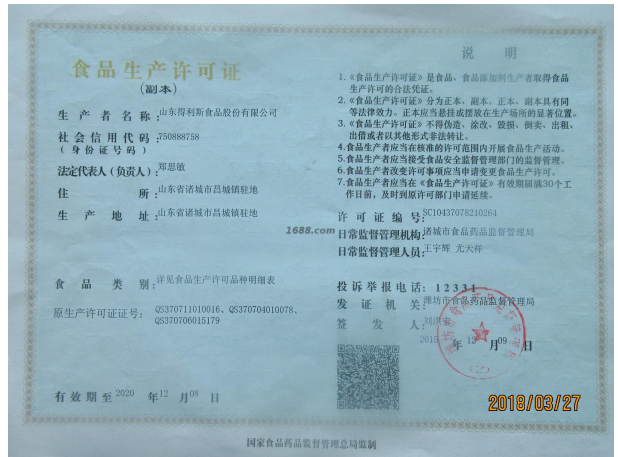 食品生产许可证
(副本)
生产者名称:山东得利斯食品股份有限公司
社会信用代码:750888758
(身份证号码)
法定代表人(负责人):郑思敏
住所:山东省诸城市昌城镇驻地
生产地址:山东省诸城市昌城镇驻地
食品类别:详见食品生产许可品种明细表
原生产许可证证号:QS370711010016、QS370704010078、
QS370706015179
有效期至2020年12月08日
说明
1.《食品生产许可证》是食品、食品添加剂生产者取得食品
生产许可的合法凭证。
2.《食品生产许可证》分为正本、副本。正本、副本具有同
等法律效力。正本应当悬挂或摆放在生产场所的显著位置。
3.《食品生产许可证》不得伪造、涂改、毁损、倒卖、出租、
出借或者以其他形式非法转让。
4.食品生产者应当在核准的许可范围内开展食品生产活动。
5.食品生产者应当接受食品安全监督管理部门的监督管理。
6.食品生产者改变许可事项应当申请变更食品生产许可。
7.食品生产者应当在《食品生产许可证》有效期届满30个工
作日前,及时到原许可部门申请延续。
许可证编号:SC10437078210264
日常监督管理机构:诸城市食品药品监督管理局
日常监督管理人员:王宇辉 尤天祥
投诉举报电话:12331
发证机关:潍坊市食品药品监督管理局
签发人:
2015年12月09日
1688.com
2018/03/27
国家食品药品监督管理总局监制